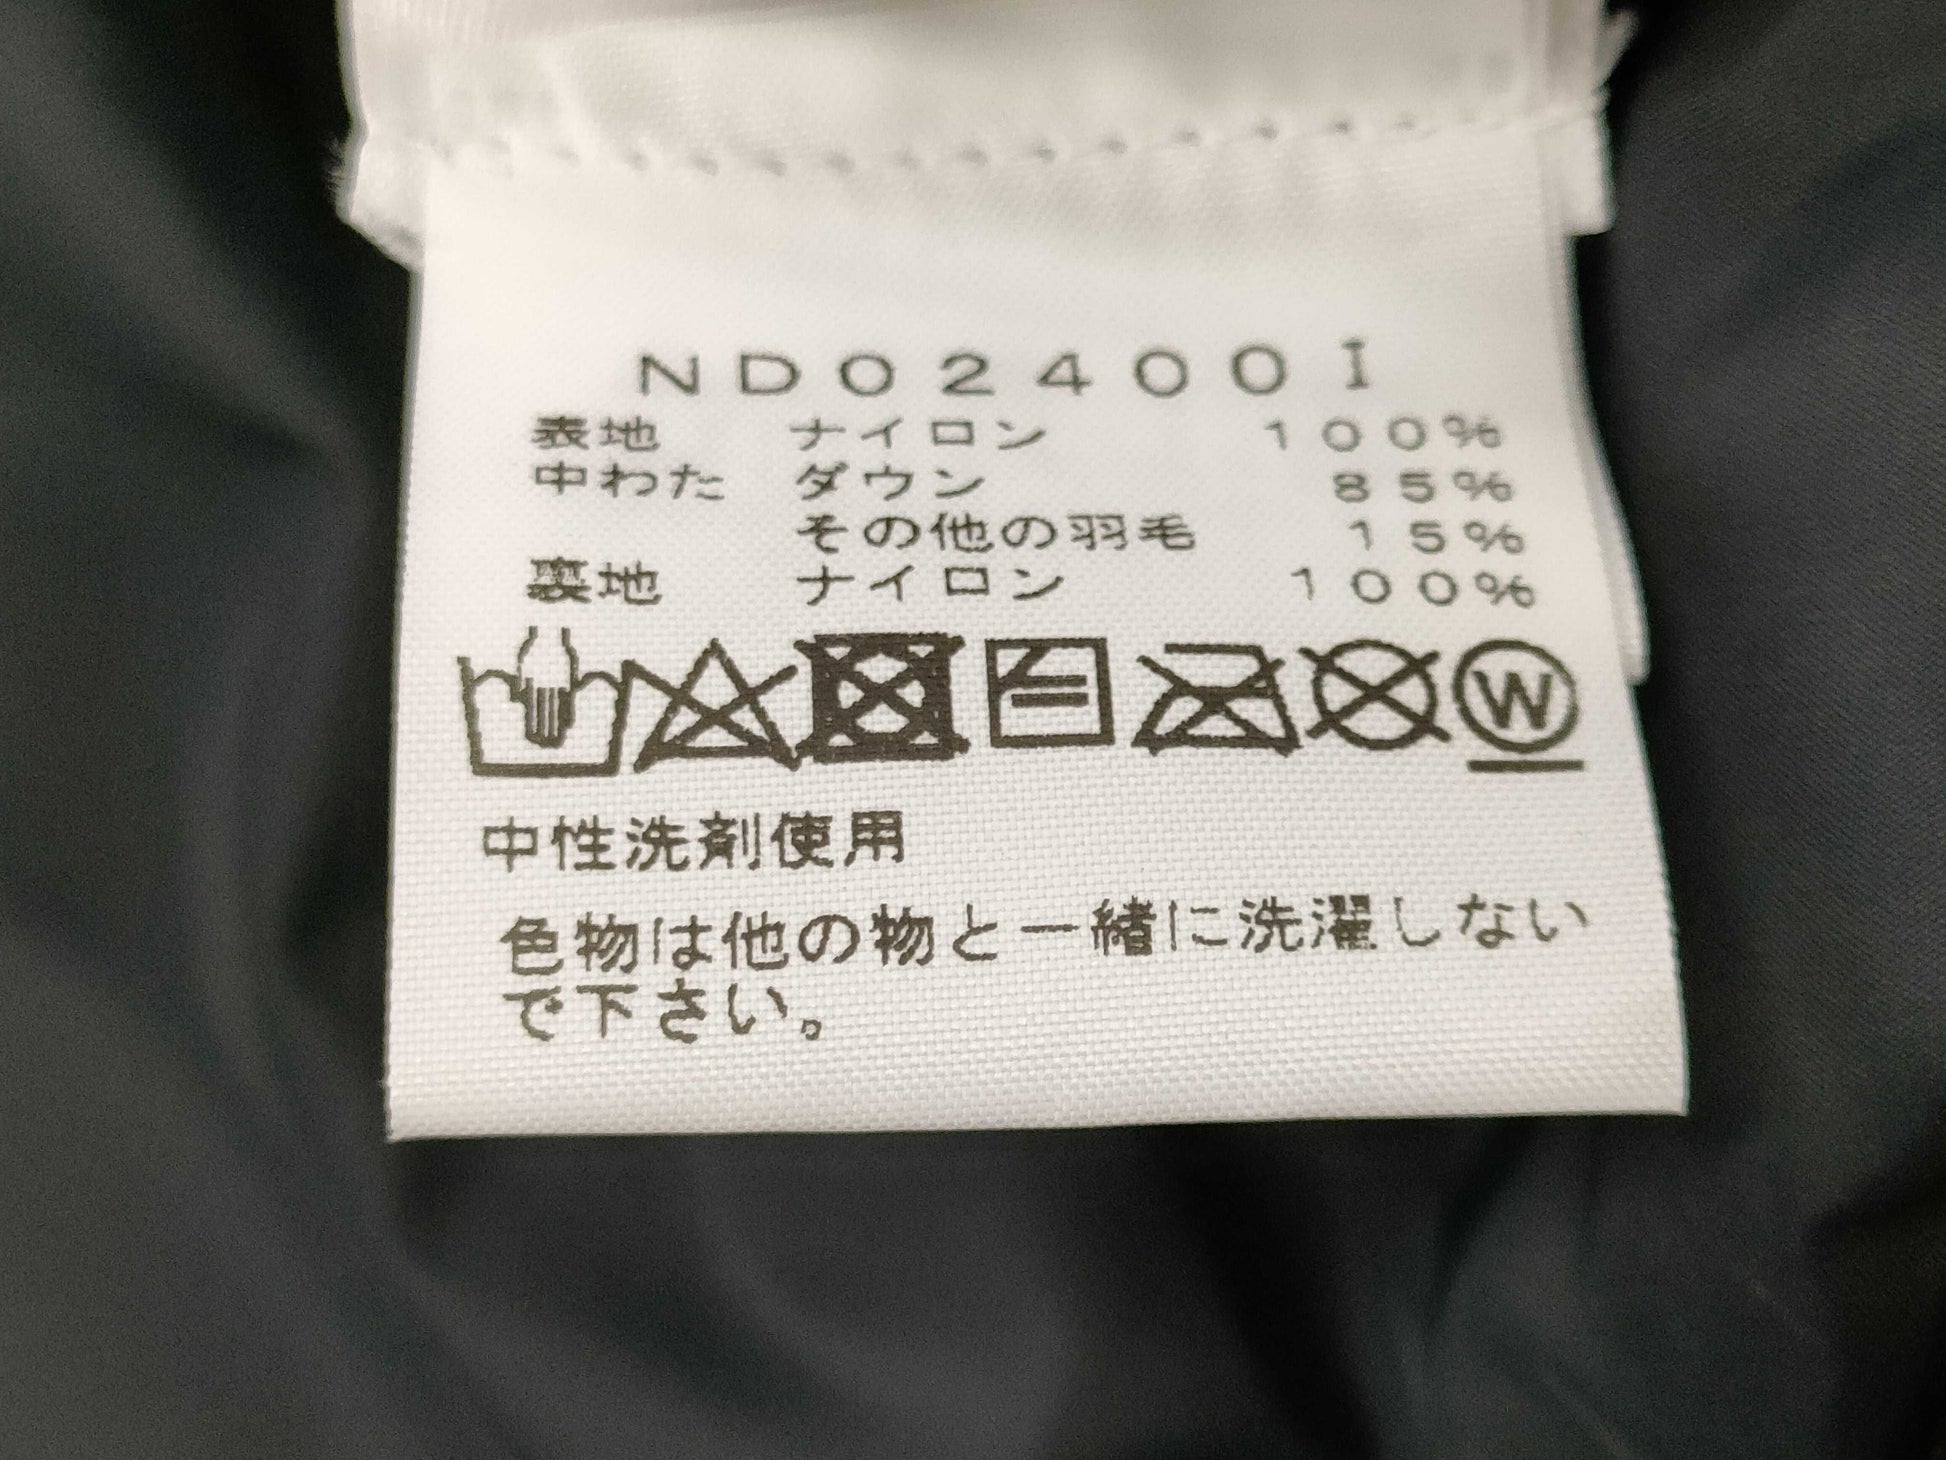 ND02400I
表地 ナイロン 100%
中わた ダウン 85%
その他の羽毛 15%
裏地 ナイロン 100%
W
中性洗剤使用
色物は他の物と一緒に洗濯しない
で下さい。